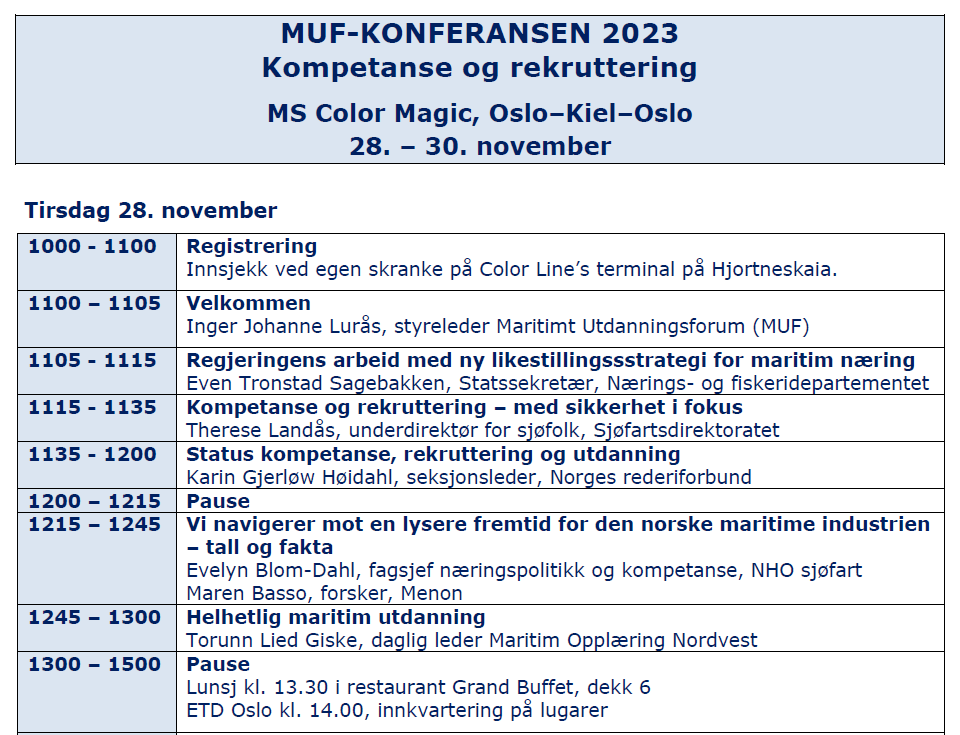 MUF-KONFERANSEN 2023
Kompetanse og rekruttering
MS Color Magic, Oslo–Kiel–Oslo
28. – 30. november
Tirsdag 28. november
1000 - 1100 Registrering
Innsjekk ved egen skranke på Color Line’s terminal på Hjortneskaia.
1100 – 1105 Velkommen
Inger Johanne Lurås, styreleder Maritimt Utdanningsforum (MUF)
1105 - 1115 Regjeringens arbeid med ny likestillingssstrategi for maritim næring
Even Tronstad Sagebakken, Statssekretær, Nærings- og fiskeridepartementet
1115 - 1135 Kompetanse og rekruttering – med sikkerhet i fokus
Therese Landås, underdirektør for sjøfolk, Sjøfartsdirektoratet
1135 - 1200 Status kompetanse, rekruttering og utdanning
Karin Gjerløw Høidahl, seksjonsleder, Norges rederiforbund
1200 – 1215 Pause
1215 – 1245 Vi navigerer mot en lysere fremtid for den norske maritime industrien
– tall og fakta
Evelyn Blom-Dahl, fagsjef næringspolitikk og kompetanse, NHO sjøfart
Maren Basso, forsker, Menon
1245 – 1300 Helhetlig maritim utdanning
Torunn Lied Giske, daglig leder Maritim Opplæring Nordvest
1300 – 1500 Pause
Lunsj kl. 13.30 i restaurant Grand Buffet, dekk 6
ETD Oslo kl. 14.00, innkvartering på lugarer